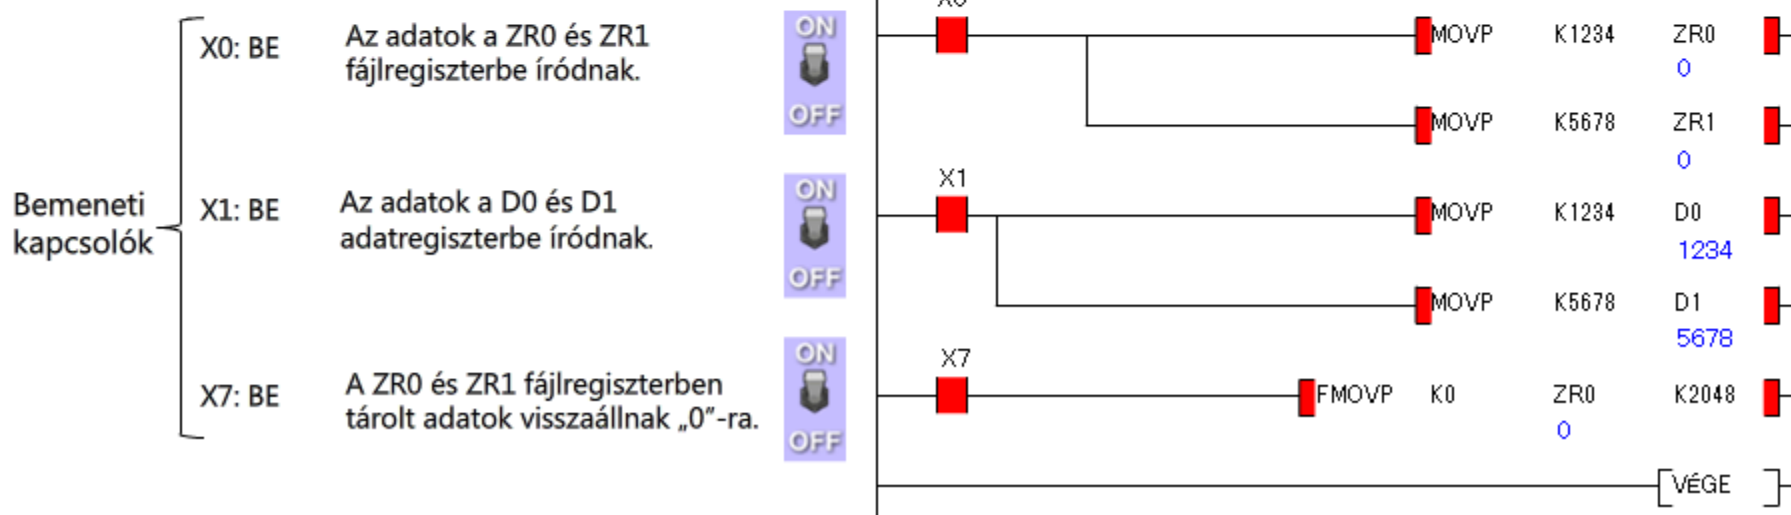 Bemeneti
kapcsolók
X0: BE
Az adatok a ZR0 és ZR1
fájlregiszterbe íródnak.
ON
OFF
X1: BE
Az adatok a D0 és D1
adatregiszterbe íródnak.
ON
OFF
X7: BE
A ZR0 és ZR1 fájlregiszterben
tárolt adatok visszaállnak „0”-ra.
ON
OFF
MOVP K1234 ZR0
0
MOVP K5678 ZR1
0
X1
MOVP K1234 D0
1234
MOVP K5678 D1
5678
X7
FMOVP K0 ZR0 K2048
0
VÉGE